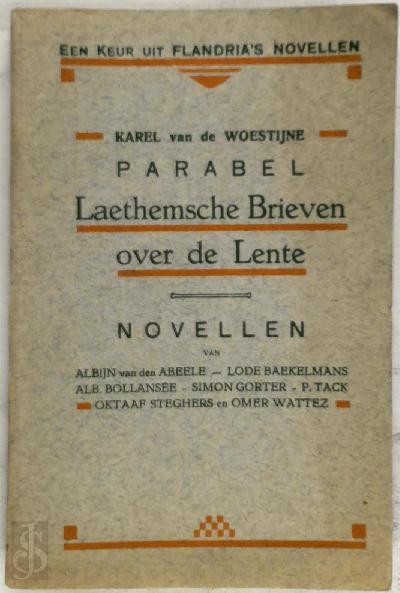 EEN KEUR UIT FLANDRIA'S NOVELLEN
KAREL van de WOESTIJNE
PARABEL
Laethemsche Brieven
over de Lente
NOVELLEN
VAN
ALBIJN van den ABEELE — LODE BAEKELMANS
ALB. BOLLANSÉE - SIMON GORTER - P. TACK
OKTAAF STEGHERS en OMER WATTEZ